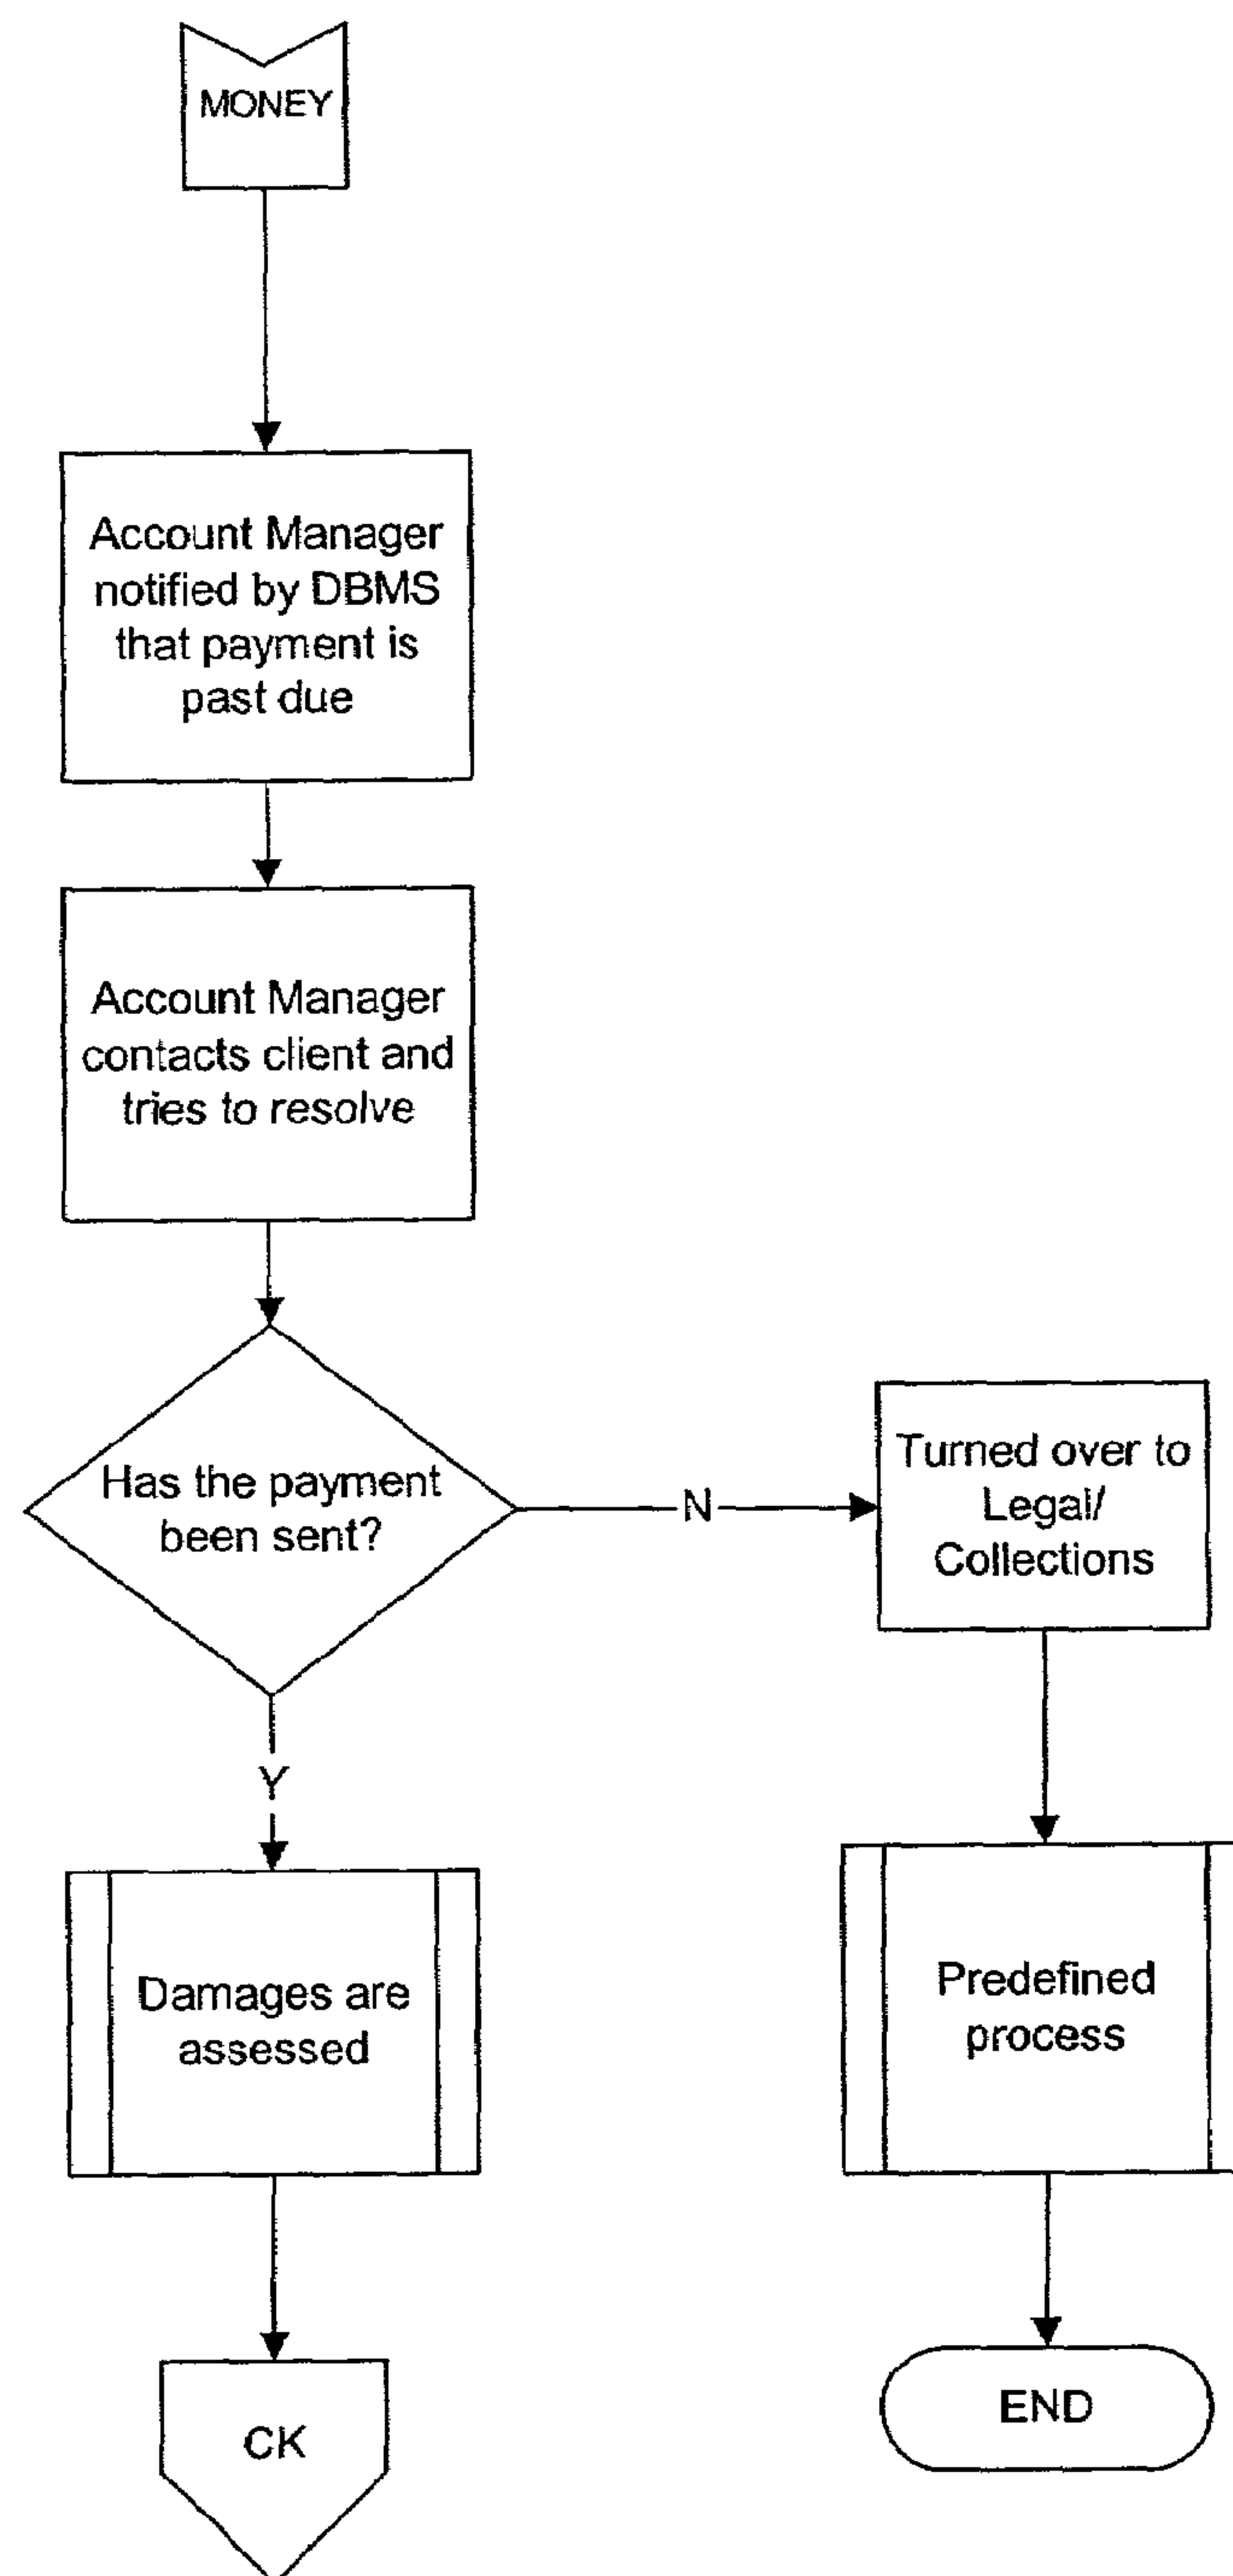 MONEY
Account Manager
notified by DBMS
that payment is
past due
Account Manager
contacts client and
tries to resolve
Has the payment
been sent?
N
Turned over to
Legal/
Collections
Y
Damages are
assessed
Predefined
process
CK
END